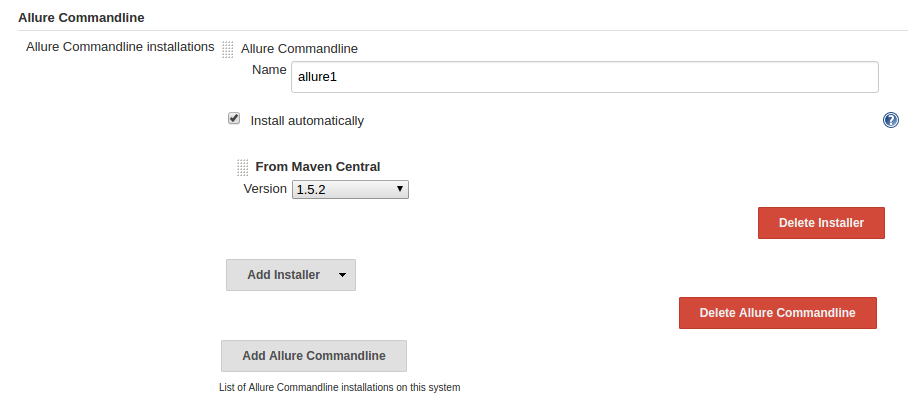 Allure Commandline
Allure Commandline installations
Allure Commandline
Name
allure1
Install automatically
?
From Maven Central
Version
1.5.2
Delete Installer
Add Installer
Delete Allure Commandline
Add Allure Commandline
List of Allure Commandline installations on this system